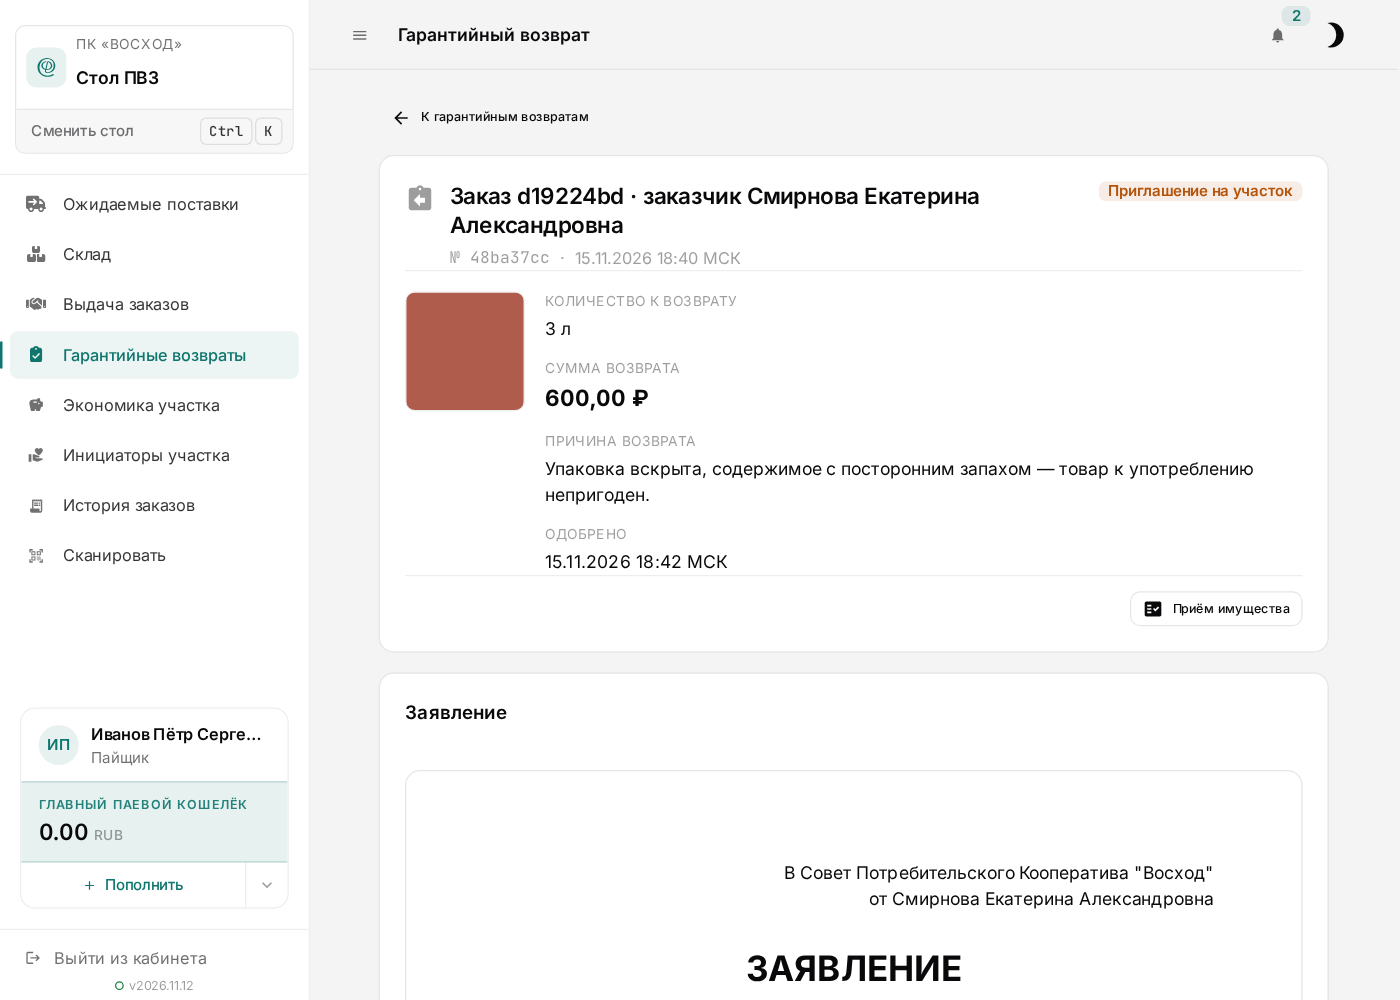 ПК «ВОСХОД»
Стол ПВЗ
Сменить стол
Ctrl K
Ожидаемые поставки
Склад
Выдача заказов
Гарантийные возвраты
Экономика участка
Инициаторы участка
История заказов
Сканировать
ИП
Иванов Пётр Серге...
Пайщик
ГЛАВНЫЙ ПАЕВОЙ КОШЕЛЁК
0.00 RUB
+ Пополнить
Выйти из кабинета
v2026.11.12
Гарантийный возврат
2
К гарантийным возвратам
Заказ d19224bd · заказчик Смирнова Екатерина
Александровна
Приглашение на участок
№ 48ba37cc · 15.11.2026 18:40 МСК
КОЛИЧЕСТВО К ВОЗВРАТУ
3 л
СУММА ВОЗВРАТА
600,00 ₽
ПРИЧИНА ВОЗВРАТА
Упаковка вскрыта, содержимое с посторонним запахом — товар к употреблению
непригоден.
ОДОБРЕНО
15.11.2026 18:42 МСК
Приём имущества
Заявление
В Совет Потребительского Кооператива "Восход"
от Смирнова Екатерина Александровна
ЗАЯВЛЕНИЕ